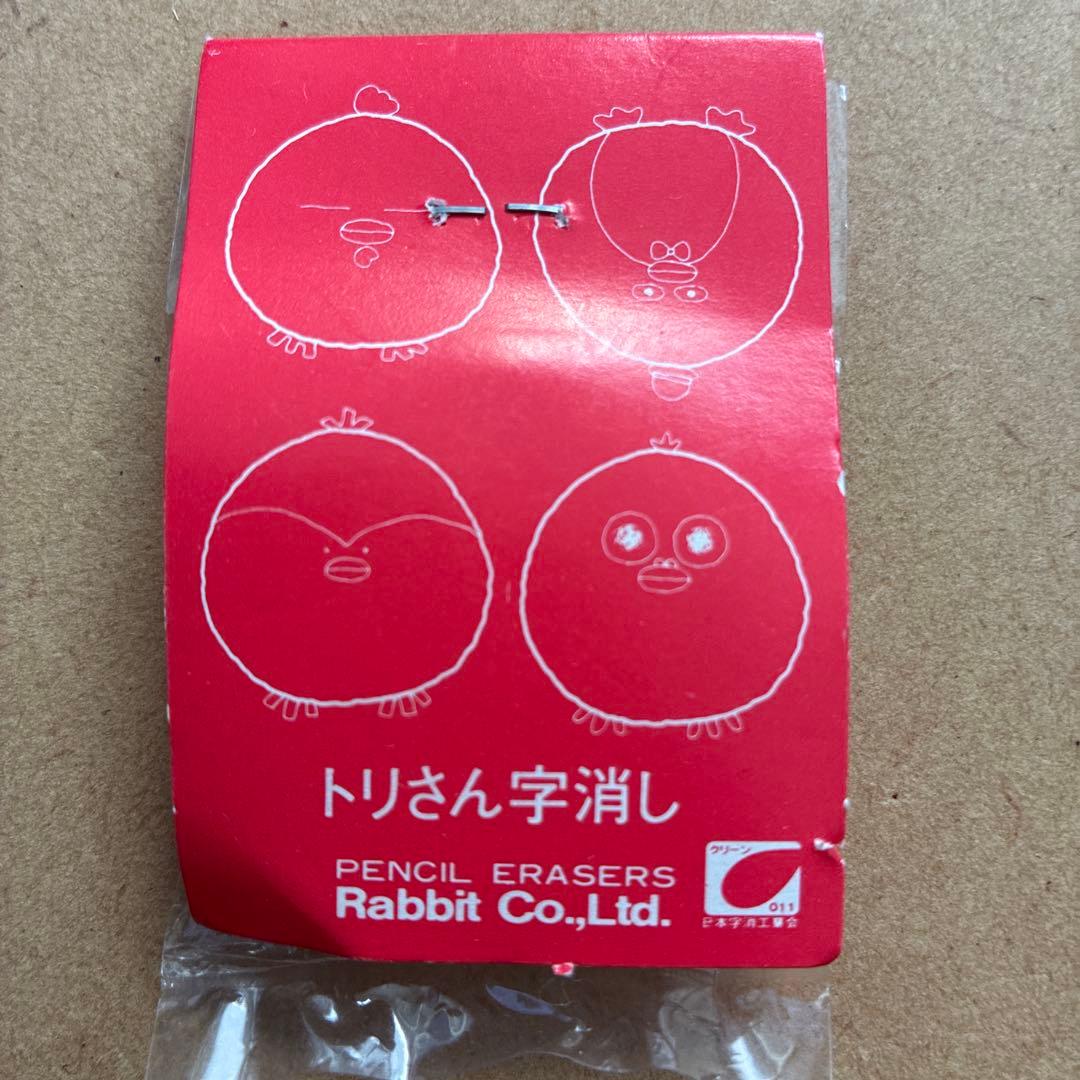 トリさん字消し
PENCIL ERASERS
Rabbit Co.,Ltd.
クリーン
011
日本字消工業会